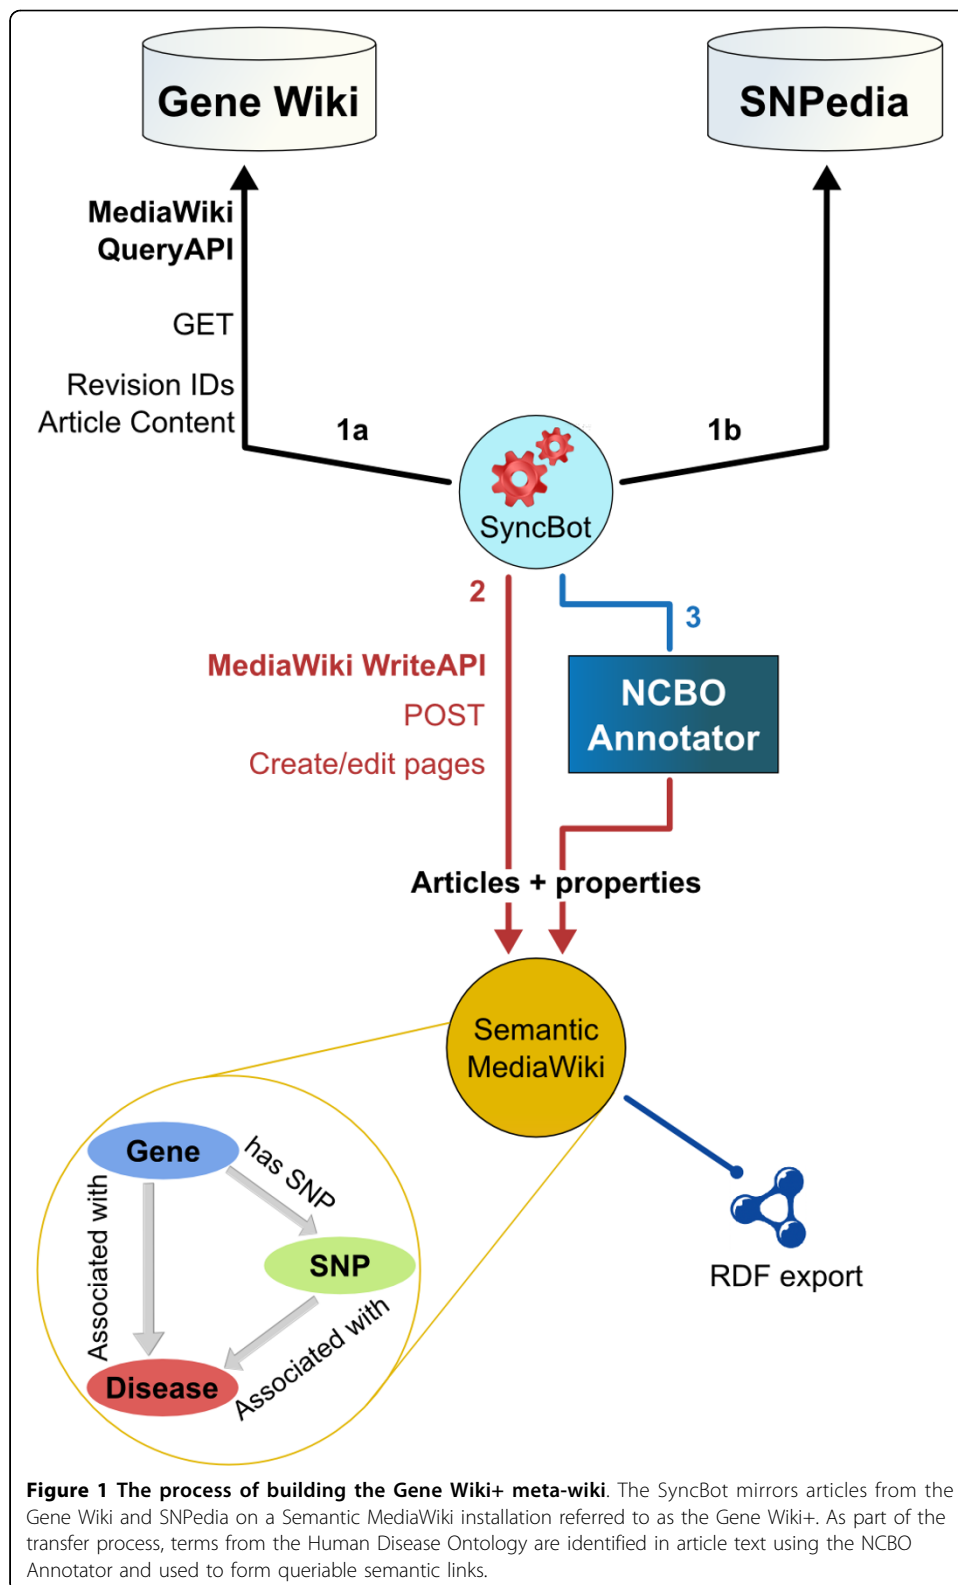 Gene Wiki
SNPedia
MediaWiki
QueryAPI
GET
Revision IDs
Article Content
1a
1b
SyncBot
2
3
MediaWiki WriteAPI
POST
Create/edit pages
NCBO
Annotator
Articles + properties
Semantic
MediaWiki
Gene
has SNP
Associated with
SNP
Associated with
Disease
RDF export
Figure 1 The process of building the Gene Wiki+ meta-wiki. The SyncBot mirrors articles from the
Gene Wiki and SNPedia on a Semantic MediaWiki installation referred to as the Gene Wiki+. As part of the
transfer process, terms from the Human Disease Ontology are identified in article text using the NCBO
Annotator and used to form queriable semantic links.